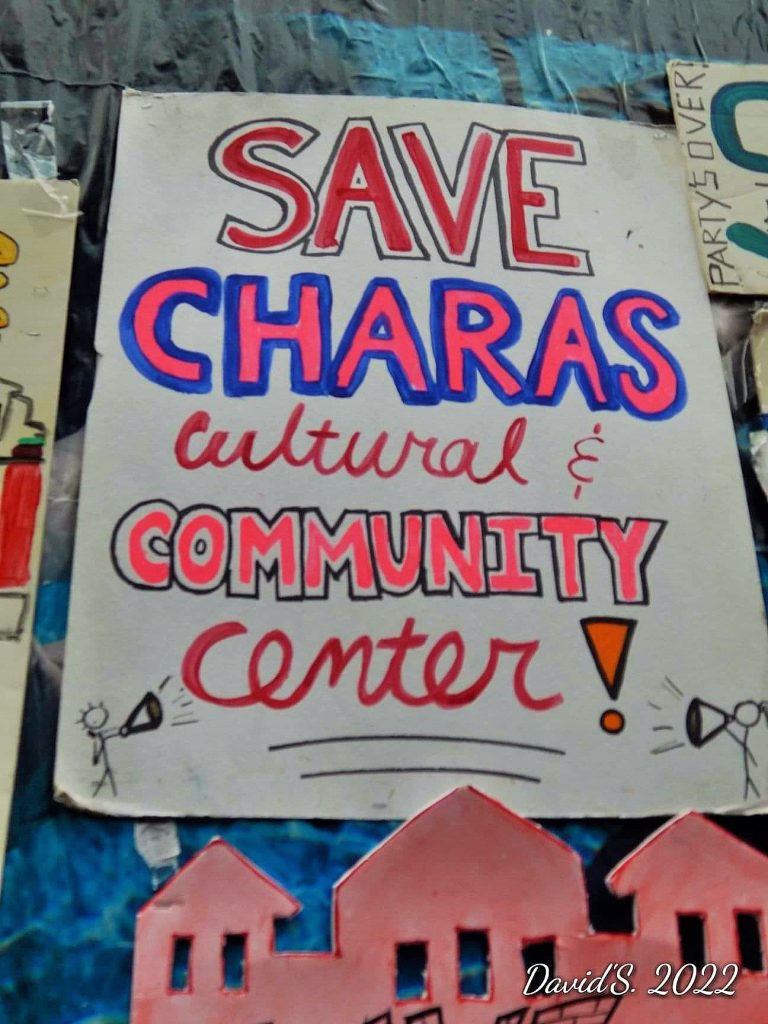 SAVE
CHARAS
cultural &
COMMUNITY
center!
PARTY'S OVER!
David'S. 2022